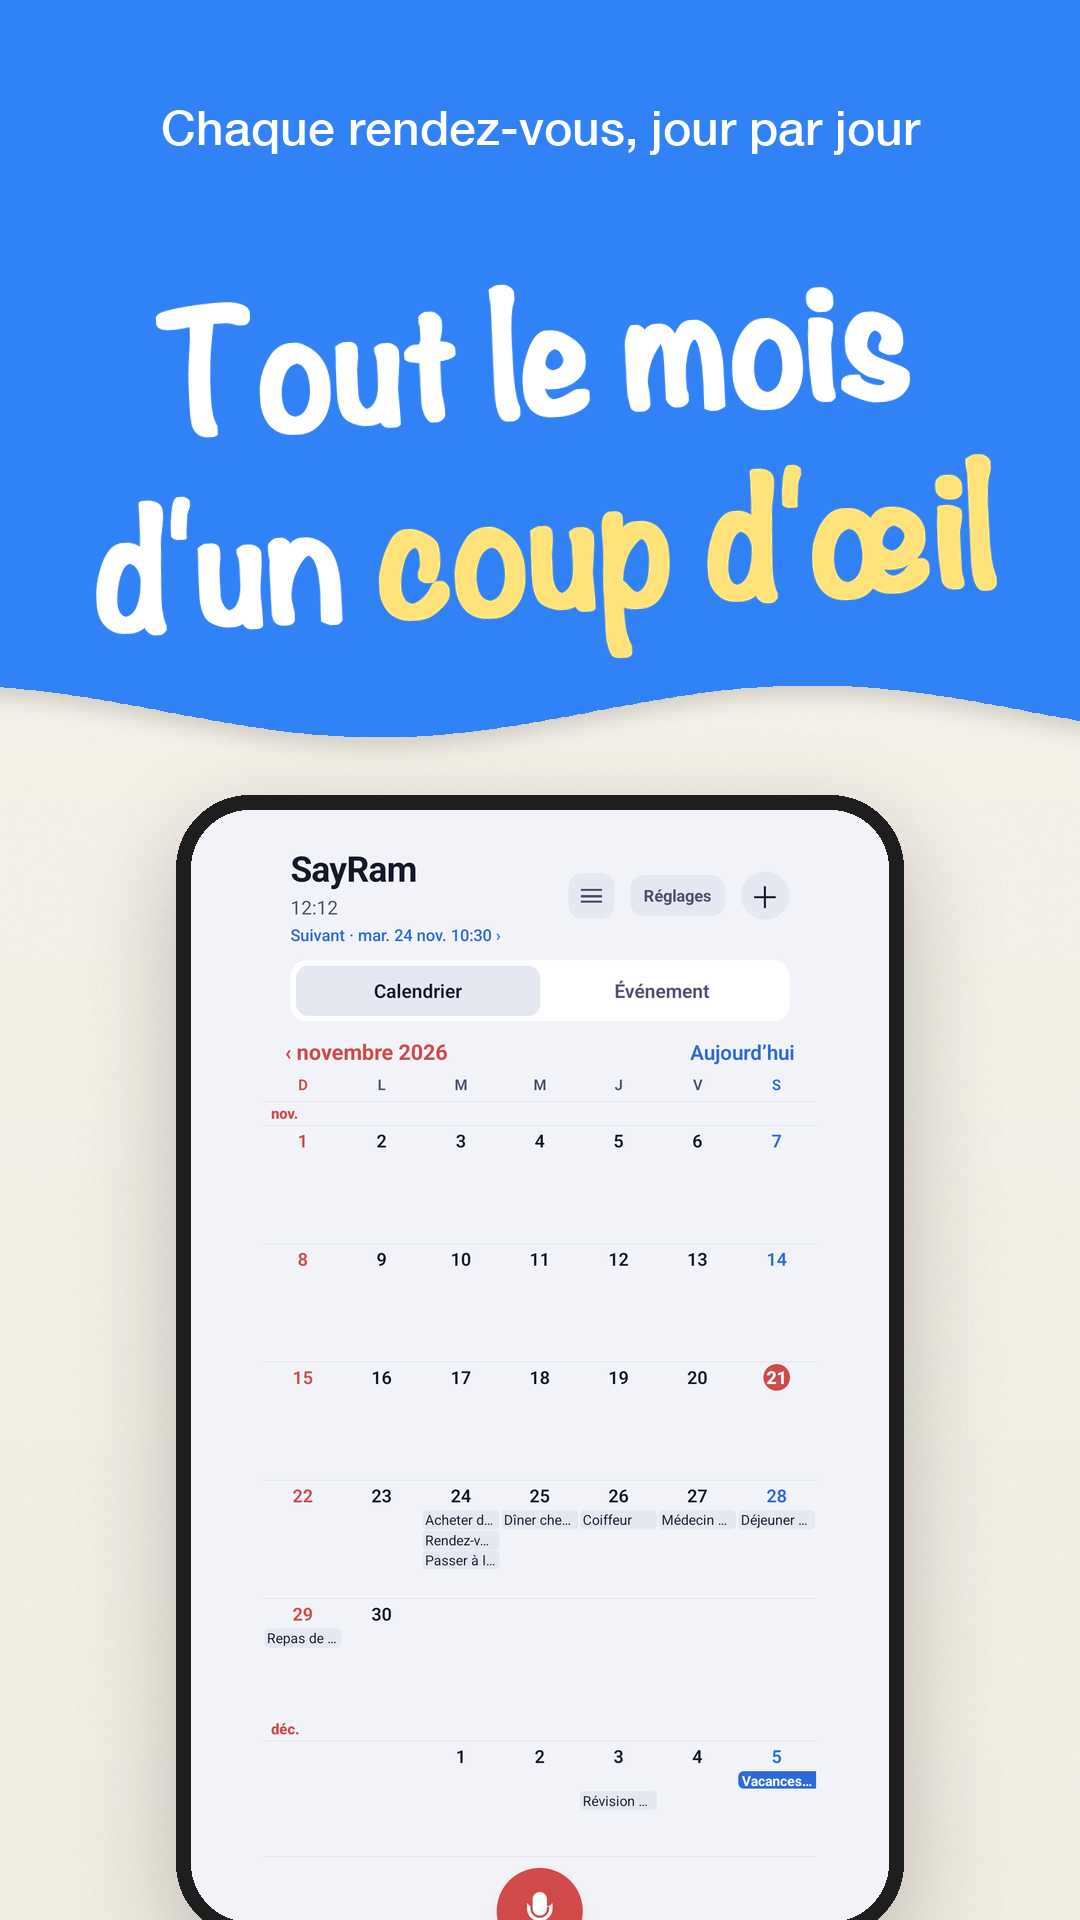 Chaque rendez-vous, jour par jour
Tout le mois
d'un coup d'œil
SayRam
12:12
Suivant · mar. 24 nov. 10:30 ›
Réglages
Calendrier Événement
‹ novembre 2026 Aujourd’hui
D L M M J V S
nov.
1 2 3 4 5 6 7
8 9 10 11 12 13 14
15 16 17 18 19 20 21
22 23 24 25 26 27 28
Acheter d... Dîner che... Coiffeur Médecin ... Déjeuner ...
Rendez-v...
Passer à l...
29 30
Repas de ...
déc.
1 2 3 4 5
Vacances...
Révision ...